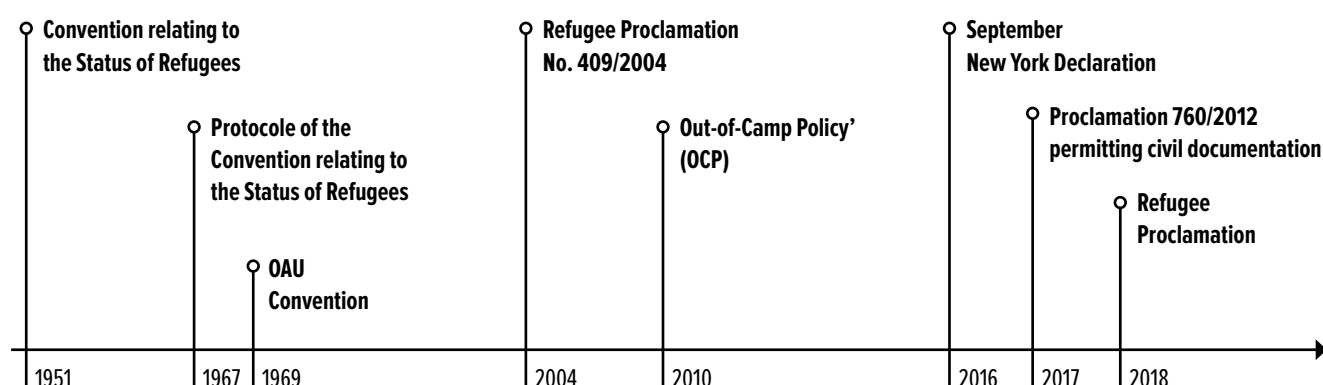 Convention relating to
the Status of Refugees
Protocole of the
Convention relating to
the Status of Refugees
OAU
Convention
Refugee Proclamation
No. 409/2004
Out-of-Camp Policy’
(OCP)
September
New York Declaration
Proclamation 760/2012
permitting civil documentation
Refugee
Proclamation
1951
1967
1969
2004
2010
2016
2017
2018